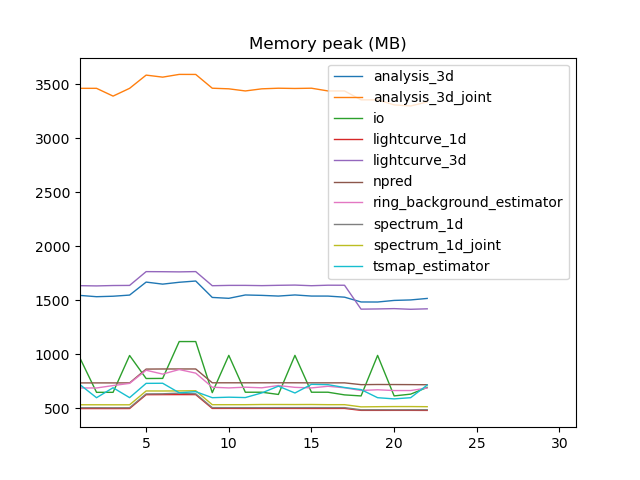 Memory peak (MB)
3500
3000
2500
2000
1500
1000
500
analysis_3d
analysis_3d_joint
io
lightcurve_1d
lightcurve_3d
npred
ring_background_estimator
spectrum_1d
spectrum_1d_joint
tsmap_estimator
5
10
15
20
25
30